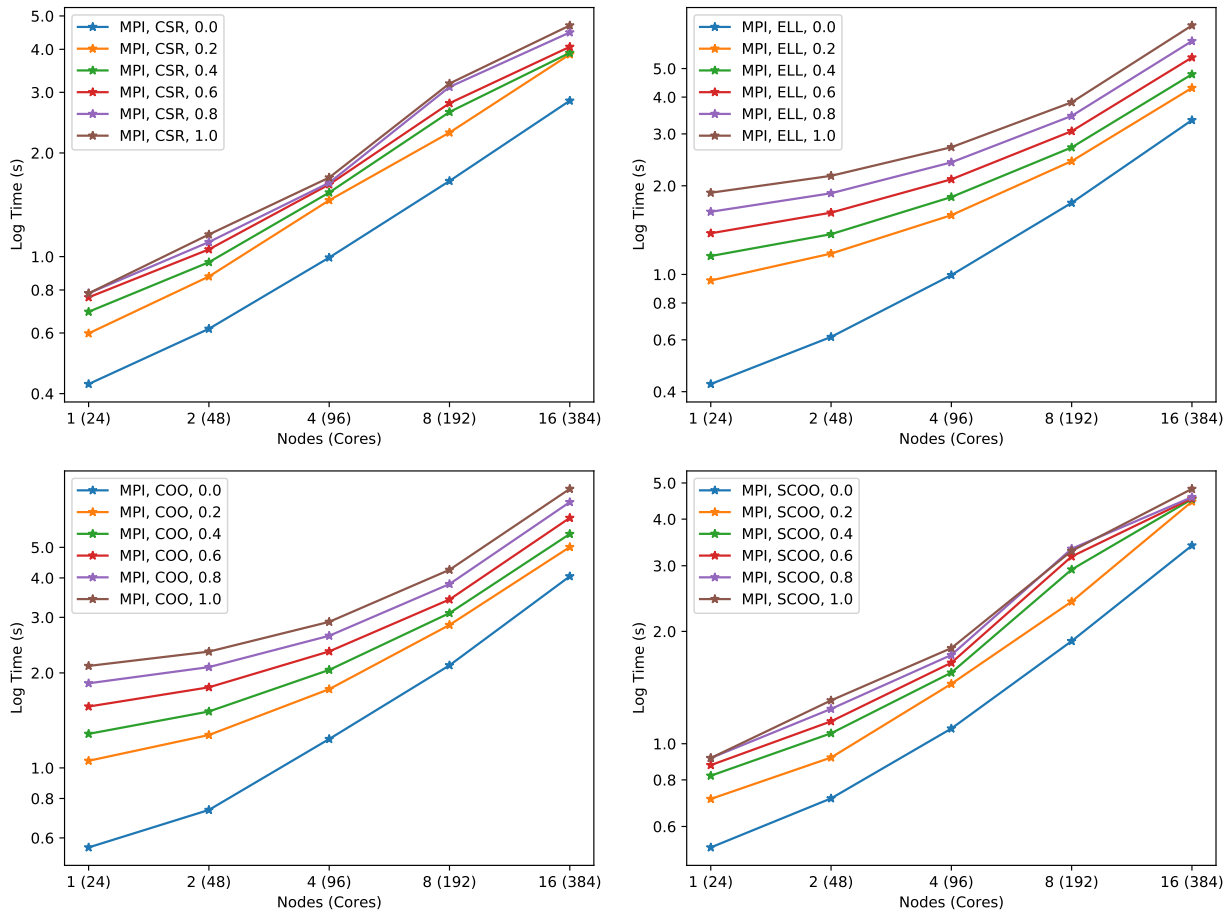 5.0
4.0
3.0
2.0
1.0
0.8
0.6
0.4
Log Time (s)
MPI, CSR, 0.0
MPI, CSR, 0.2
MPI, CSR, 0.4
MPI, CSR, 0.6
MPI, CSR, 0.8
MPI, CSR, 1.0
1 (24) 2 (48) 4 (96) 8 (192) 16 (384)
Nodes (Cores)
5.0
4.0
3.0
2.0
1.0
0.8
0.6
0.4
Log Time (s)
MPI, ELL, 0.0
MPI, ELL, 0.2
MPI, ELL, 0.4
MPI, ELL, 0.6
MPI, ELL, 0.8
MPI, ELL, 1.0
1 (24) 2 (48) 4 (96) 8 (192) 16 (384)
Nodes (Cores)
5.0
4.0
3.0
2.0
1.0
0.8
0.6
Log Time (s)
MPI, COO, 0.0
MPI, COO, 0.2
MPI, COO, 0.4
MPI, COO, 0.6
MPI, COO, 0.8
MPI, COO, 1.0
1 (24) 2 (48) 4 (96) 8 (192) 16 (384)
Nodes (Cores)
5.0
4.0
3.0
2.0
1.0
0.8
0.6
Log Time (s)
MPI, SCOO, 0.0
MPI, SCOO, 0.2
MPI, SCOO, 0.4
MPI, SCOO, 0.6
MPI, SCOO, 0.8
MPI, SCOO, 1.0
1 (24) 2 (48) 4 (96) 8 (192) 16 (384)
Nodes (Cores)